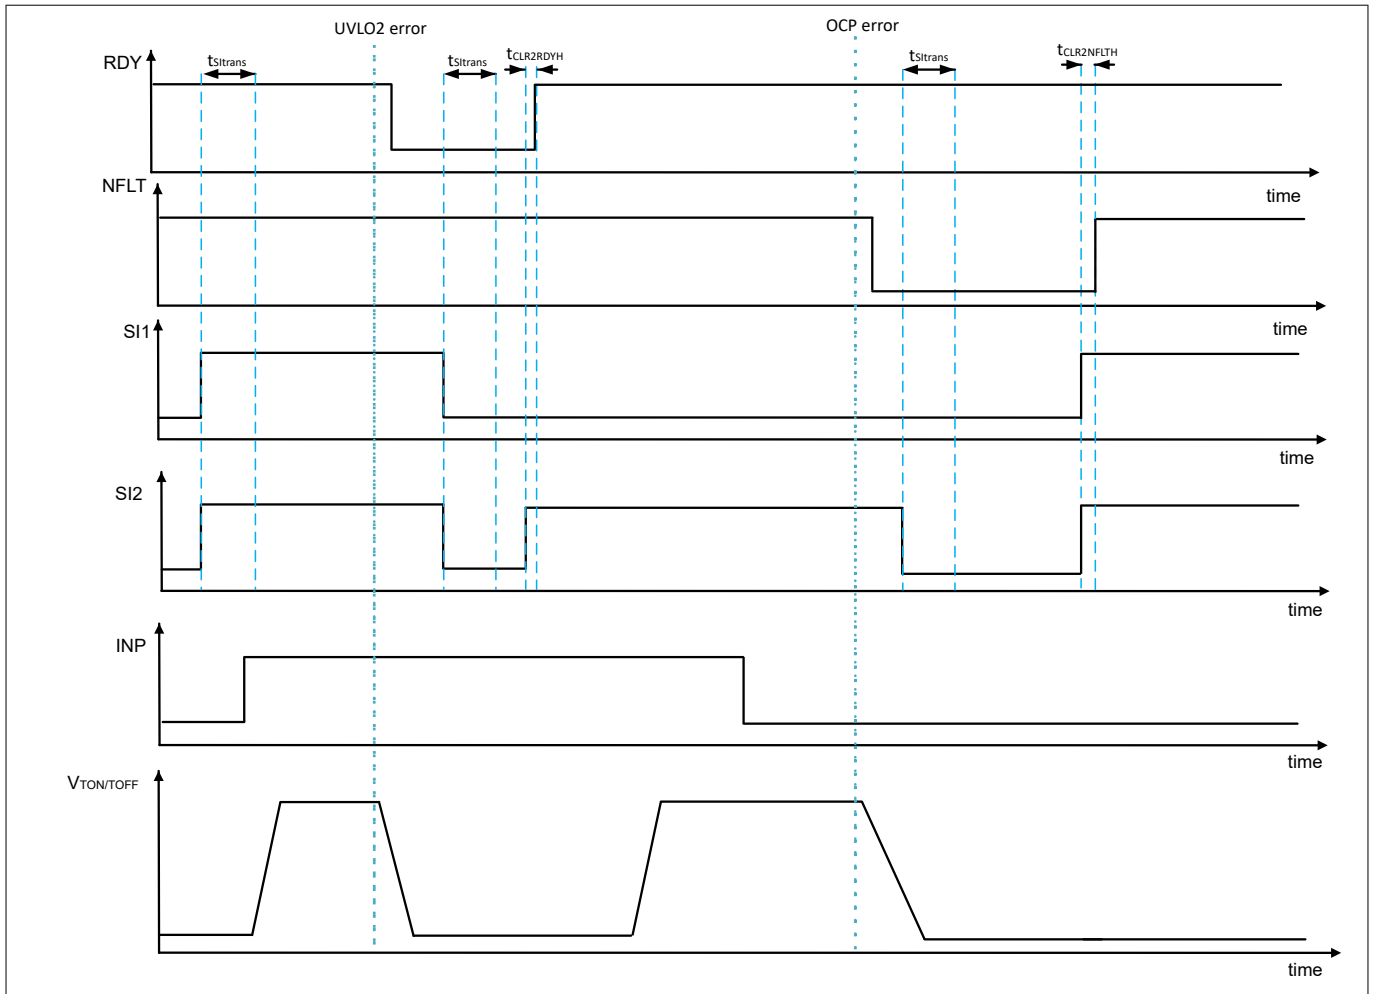 UVLO2 error
OCP error
RDY
tSItrans
tSItrans
tCLR2RDYH
tSItrans
tCLR2NFLTH
time
NFLT
time
SI1
time
SI2
time
INP
time
VTON/TOFF
time